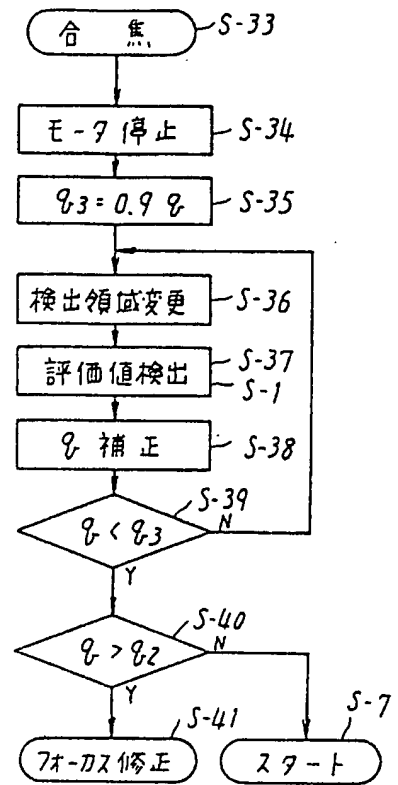 合焦 S-33
モータ停止 S-34
q3=0.9q S-35
検出領域変更 S-36
評価値検出 S-37
S-1
q 補正 S-38
q<q3 S-39
N
Y
q>q2 S-40
N
Y
フォーカス修正 S-41
スタート S-7